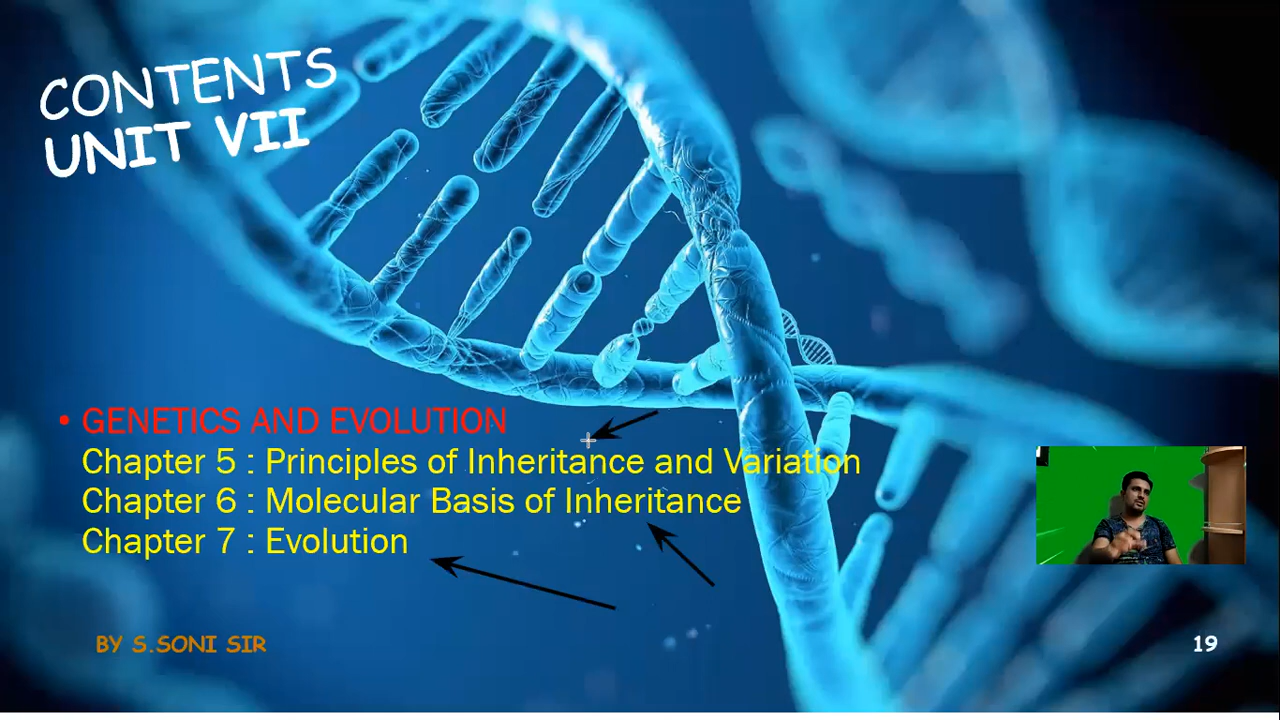 CONTENTS
UNIT VII
• GENETICS AND EVOLUTION
Chapter 5 : Principles of Inheritance and Variation
Chapter 6 : Molecular Basis of Inheritance
Chapter 7 : Evolution
BY S.SONI SIR
19